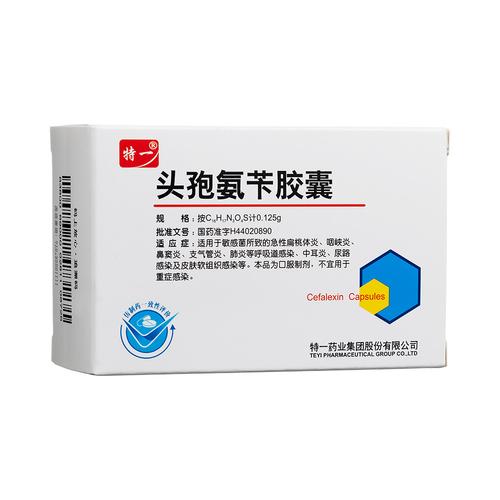 特一®
头孢氨苄胶囊
规 格：按C₁₆H₁₇N₃O₄S计0.125g
批准文号：国药准字H44020890
适 应 症：适用于敏感菌所致的急性扁桃体炎、咽峡炎、
鼻窦炎、支气管炎、肺炎等呼吸道感染、中耳炎、尿路
感染及皮肤软组织感染等。本品为口服制剂，不宜用于
重症感染。
Cefalexin Capsules
仿制药一致性评价
特一药业集团股份有限公司
TEYI PHARMACEUTICAL GROUP CO.,LTD